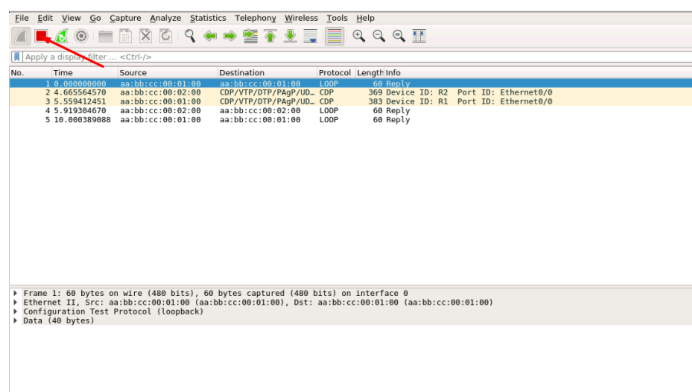 File Edit View Go Capture Analyze Statistics Telephony Wireless Tools Help
Apply a display filter ... <Ctrl-/>
No. Time Source Destination Protocol Length Info
1 0.000000000 aa:bb:cc:00:01:00 aa:bb:cc:00:01:00 LOOP 60 Reply
2 4.665564570 aa:bb:cc:00:02:00 CDP/VTP/DTP/PAgP/UD… CDP 369 Device ID: R2 Port ID: Ethernet0/0
3 5.559412451 aa:bb:cc:00:01:00 CDP/VTP/DTP/PAgP/UD… CDP 383 Device ID: R1 Port ID: Ethernet0/0
4 5.919304670 aa:bb:cc:00:02:00 aa:bb:cc:00:02:00 LOOP 60 Reply
5 10.000389088 aa:bb:cc:00:01:00 aa:bb:cc:00:01:00 LOOP 60 Reply
Frame 1: 60 bytes on wire (480 bits), 60 bytes captured (480 bits) on interface 0
Ethernet II, Src: aa:bb:cc:00:01:00 (aa:bb:cc:00:01:00), Dst: aa:bb:cc:00:01:00 (aa:bb:cc:00:01:00)
Configuration Test Protocol (loopback)
Data (40 bytes)